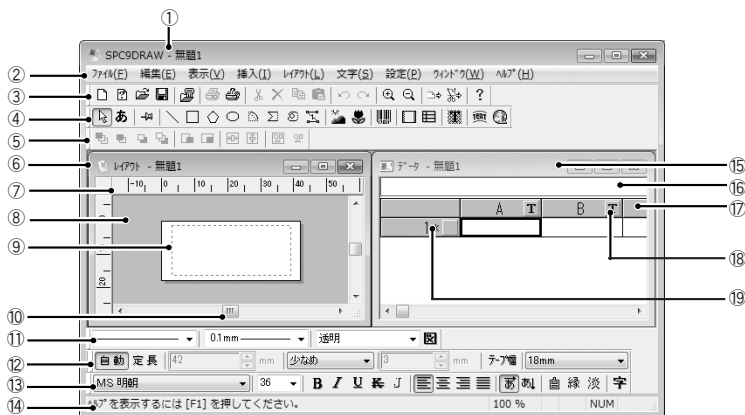 ①
SPC9DRAW - 無題1
② ファイル(F) 編集(E) 表示(V) 挿入(I) レイアウト(L) 文字(S) 設定(P) ウィンドウ(W) ヘルプ(H)
③ ?
④ あ
⑤
⑥ レイアウト - 無題1
⑮ データ - 無題1
⑯
⑦ -10 0 10 20 30 40 50
⑰ A T B T
⑧
⑱
⑨
1
⑲
20
⑩
⑪ 0.1mm 透明 図
⑫ 自動 定長 42 mm 少なめ 3 mm テープ幅 18mm
⑬ MS 明朝 36 B I U K J あ あ 縁 淡 字
⑭ ヘルプを表示するには [F1] を押してください。 100 % NUM